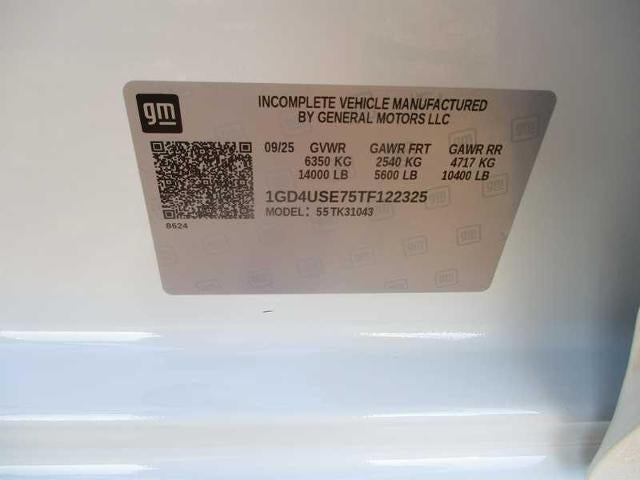 gm
INCOMPLETE VEHICLE MANUFACTURED
BY GENERAL MOTORS LLC
09/25 GVWR GAWR FRT GAWR RR
6350 KG 2540 KG 4717 KG
14000 LB 5600 LB 10400 LB
1GD4USE75TF122325
MODEL: 55 TK31043
8624